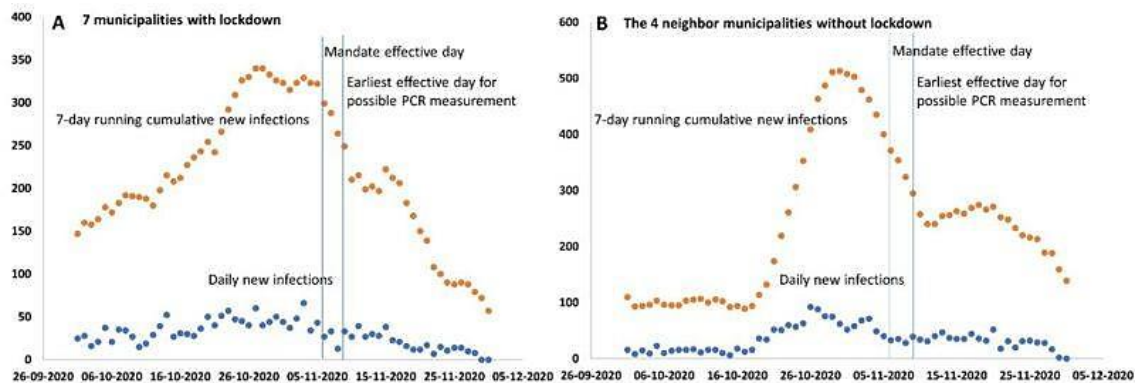 A 7 municipalities with lockdown
400
350
300
250
200
150
100
50
0
Mandate effective day
Earliest effective day for
possible PCR measurement
7-day running cumulative new infections
Daily new infections
26-09-2020 06-10-2020 16-10-2020 26-10-2020 05-11-2020 15-11-2020 25-11-2020 05-12-2020
B The 4 neighbor municipalities without lockdown
600
500
400
300
200
100
0
Mandate effective day
Earliest effective day for
possible PCR measurement
7-day running cumulative new infections
Daily new infections
26-09-2020 06-10-2020 16-10-2020 26-10-2020 05-11-2020 15-11-2020 25-11-2020 05-12-2020